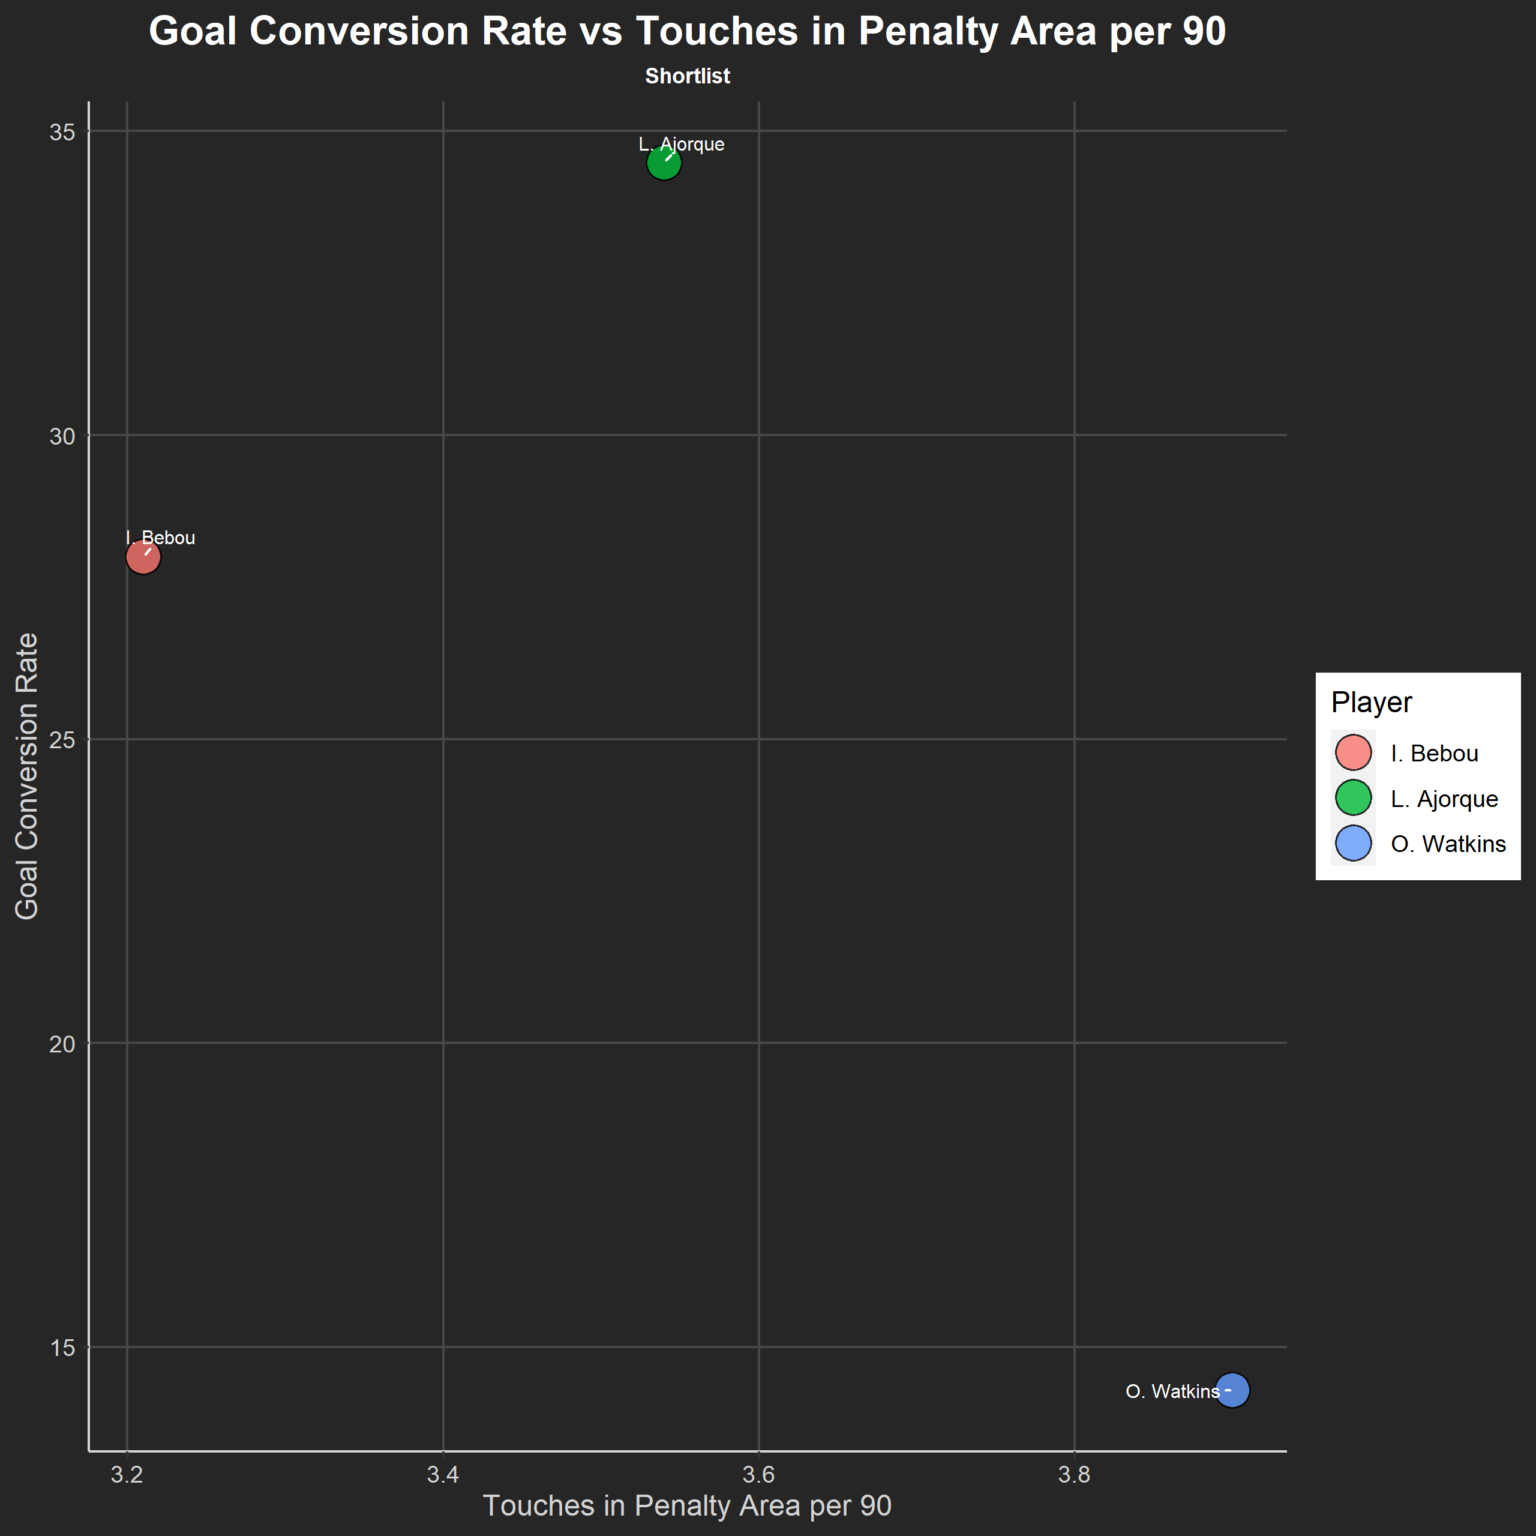 Goal Conversion Rate vs Touches in Penalty Area per 90
Shortlist
35
30
25
20
15
Goal Conversion Rate
L. Ajorque
I. Bebou
O. Watkins
3.2
3.4
3.6
3.8
Touches in Penalty Area per 90
Player
I. Bebou
L. Ajorque
O. Watkins